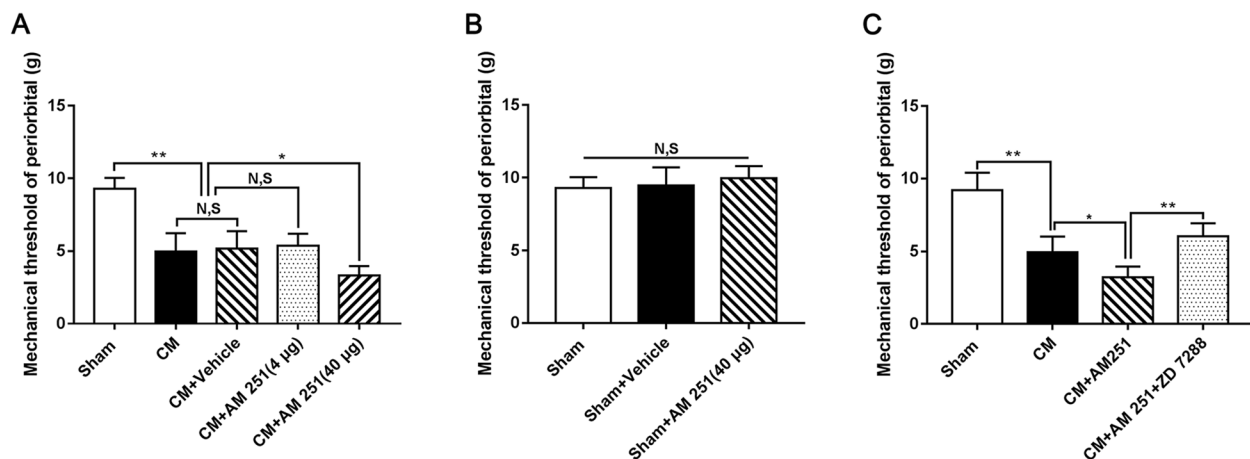 A
Mechanical threshold of periorbital (g)
15
10
5
0
**
*
N,S
N,S
Sham
CM
CM+Vehicle
CM+AM 251(4 µg)
CM+AM 251(40 µg)
B
Mechanical threshold of periorbital (g)
15
10
5
0
N,S
Sham
Sham+Vehicle
Sham+AM 251(40 µg)
C
Mechanical threshold of periorbital (g)
15
10
5
0
**
*
**
Sham
CM
CM+AM251
CM+AM 251+ZD 7288